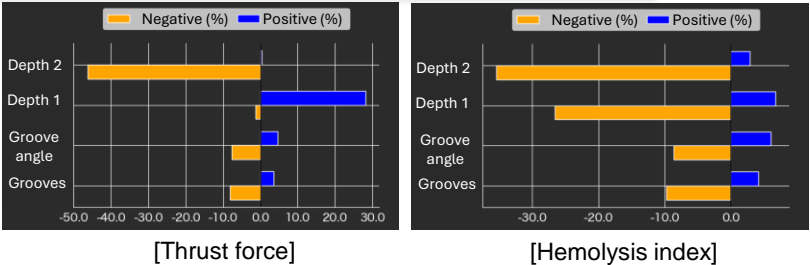 Negative (%) Positive (%)
Depth 2
Depth 1
Groove
angle
Grooves
-50.0 -40.0 -30.0 -20.0 -10.0 0.0 10.0 20.0 30.0
[Thrust force]
Negative (%) Positive (%)
Depth 2
Depth 1
Groove
angle
Grooves
-30.0 -20.0 -10.0 0.0
[Hemolysis index]